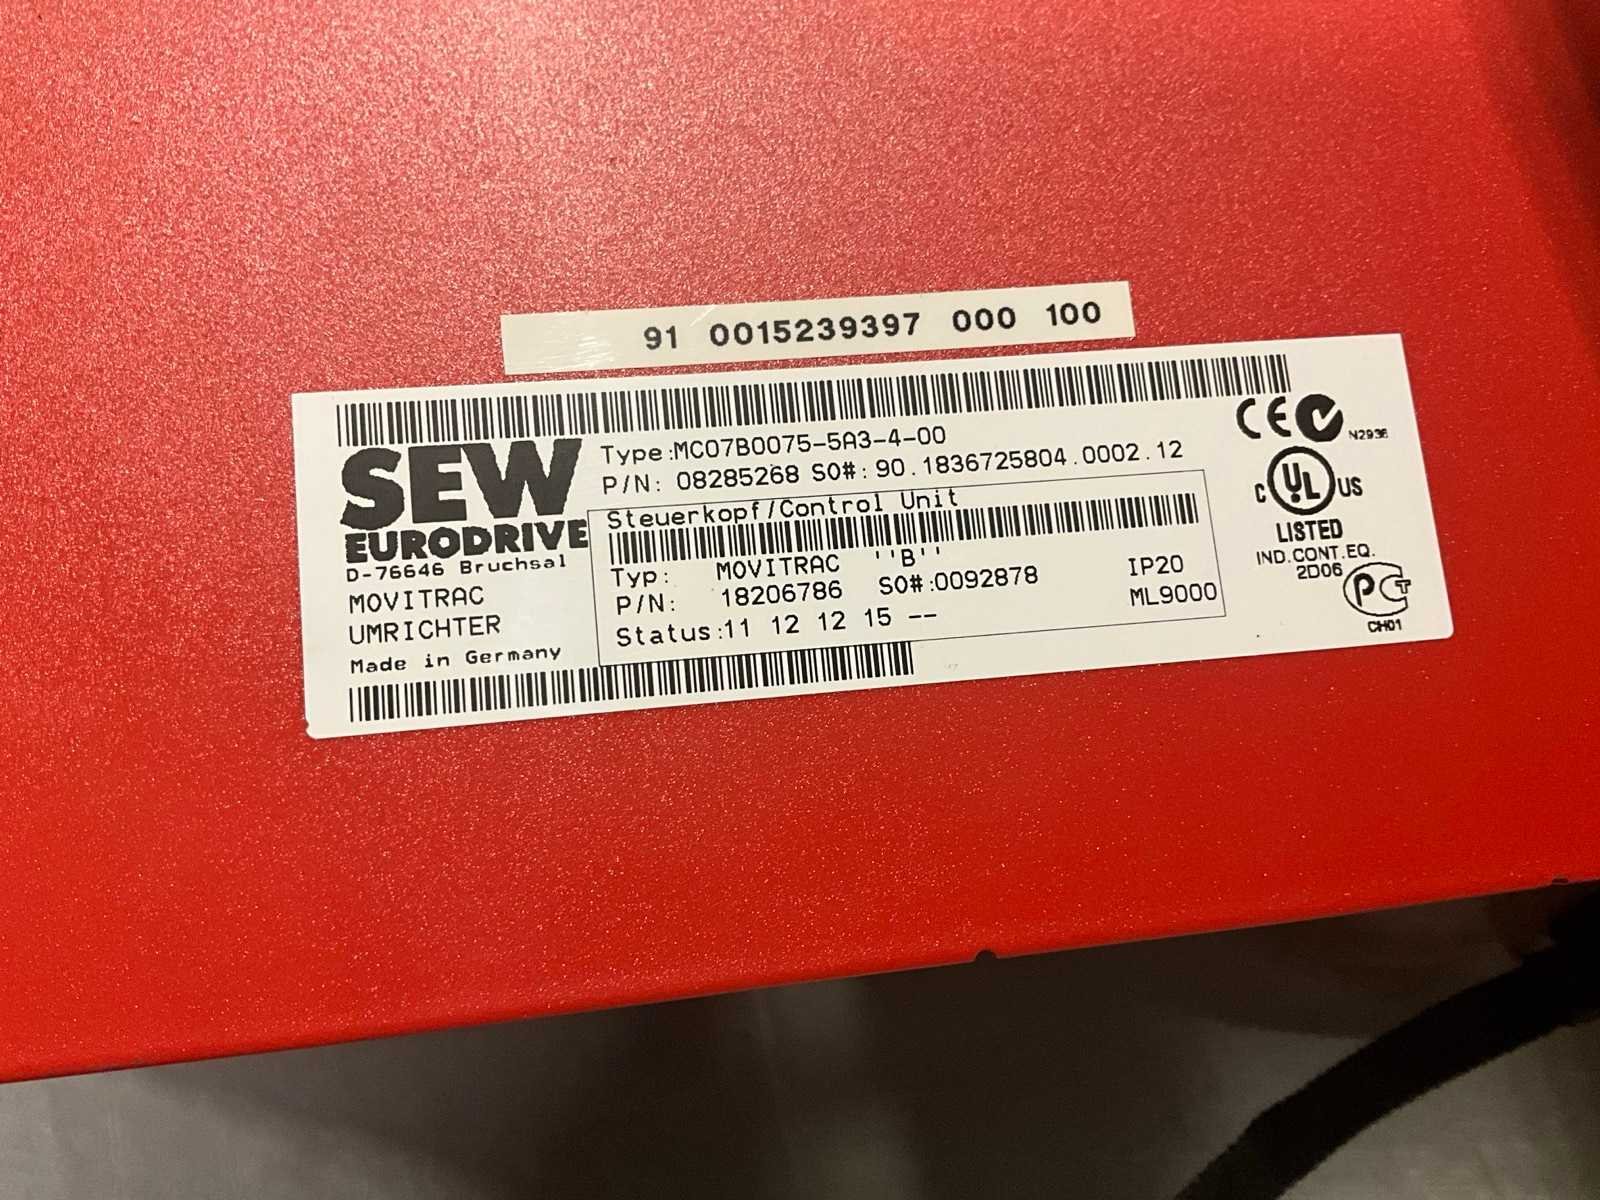 91 0015239397 000 100
SEW
EURODRIVE
D-76646 Bruchsal
MOVITRAC
UMRICHTER
Made in Germany
Type:MC07B0075-5A3-4-00
P/N: 08285268 SO#: 90.1836725804.0002.12
Steuerkopf/Control Unit
Typ: MOVITRAC ''B'' IP20
P/N: 18206786 SO#:0092878 ML9000
Status:11 12 12 15 --
CE N2936
C UL US
LISTED
IND.CONT.EQ.
2D06
PCT
CH01